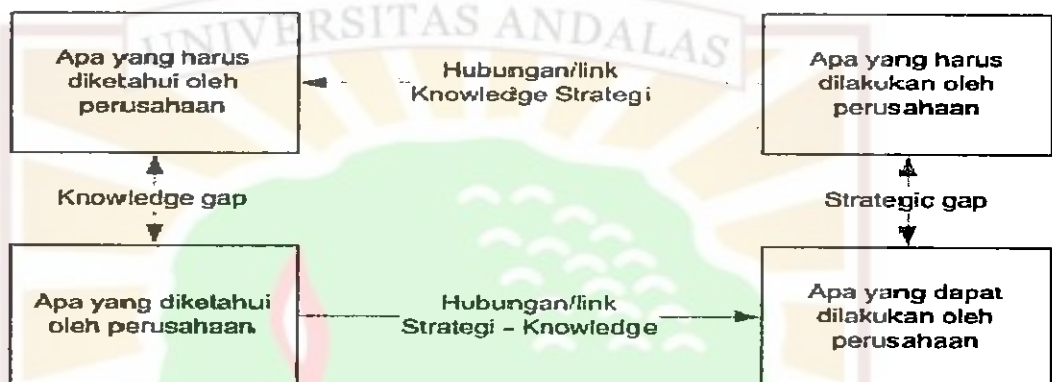 UNIVERSITAS ANDALAS
Apa yang harus
diketahui oleh
perusahaan
Hubungan/link
Knowledge Strategi
Apa yang harus
dilakukan oleh
perusahaan
Knowledge gap
Strategic gap
Apa yang diketahui
oleh perusahaan
Hubungan/link
Strategi – Knowledge
Apa yang dapat
dilakukan oleh
perusahaan